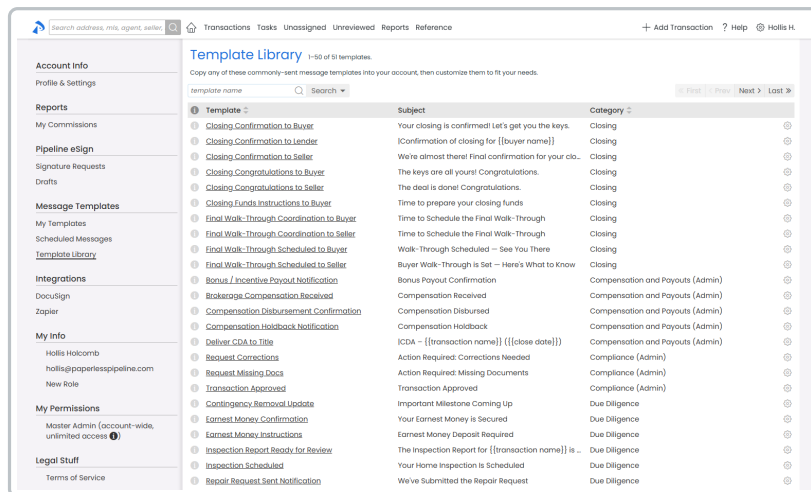 Search address, mls, agent, seller,
Transactions Tasks Unassigned Unreviewed Reports Reference
Add Transaction ? Help Hollis H.
Account Info
Profile & Settings
Reports
My Commissions
Pipeline eSign
Signature Requests
Drafts
Message Templates
My Templates
Scheduled Messages
Template Library
Integrations
DocuSign
Zapier
My Info
Hollis Holcomb
hollis@paperlesspipeline.com
New Role
My Permissions
Master Admin (account-wide,
unlimited access i)
Legal Stuff
Terms of Service
Template Library 1-50 of 51 templates.
Copy any of these commonly-sent message templates into your account, then customize them to fit your needs.
template name Search
« First ‹ Prev Next › Last »
Template Subject Category
Closing Confirmation to Buyer Your closing is confirmed! Let's get you the keys. Closing
Closing Confirmation to Lender |Confirmation of closing for {{buyer name}} Closing
Closing Confirmation to Seller We're almost there! Final confirmation for your clo... Closing
Closing Congratulations to Buyer The keys are all yours! Congratulations. Closing
Closing Congratulations to Seller The deal is done! Congratulations. Closing
Closing Funds Instructions to Buyer Time to prepare your closing funds Closing
Final Walk-Through Coordination to Buyer Time to Schedule the Final Walk-Through Closing
Final Walk-Through Coordination to Seller Time to Schedule the Final Walk-Through Closing
Final Walk-Through Scheduled to Buyer Walk-Through Scheduled — See You There Closing
Final Walk-Through Scheduled to Seller Buyer Walk-Through is Set — Here's What to Know Closing
Bonus / Incentive Payout Notification Bonus Payout Confirmation Compensation and Payouts (Admin)
Brokerage Compensation Received Compensation Received Compensation and Payouts (Admin)
Compensation Disbursement Confirmation Compensation Disbursed Compensation and Payouts (Admin)
Compensation Holdback Notification Compensation Holdback Compensation and Payouts (Admin)
Deliver CDA to Title |CDA – {{transaction name}} ({{close date}}) Compensation and Payouts (Admin)
Request Corrections Action Required: Corrections Needed Compliance (Admin)
Request Missing Docs Action Required: Missing Documents Compliance (Admin)
Transaction Approved Transaction Approved Compliance (Admin)
Contingency Removal Update Important Milestone Coming Up Due Diligence
Earnest Money Confirmation Your Earnest Money is Secured Due Diligence
Earnest Money Instructions Earnest Money Deposit Required Due Diligence
Inspection Report Ready for Review The Inspection Report for {{transaction name}} is ... Due Diligence
Inspection Scheduled Your Home Inspection Is Scheduled Due Diligence
Repair Request Sent Notification We've Submitted the Repair Request Due Diligence